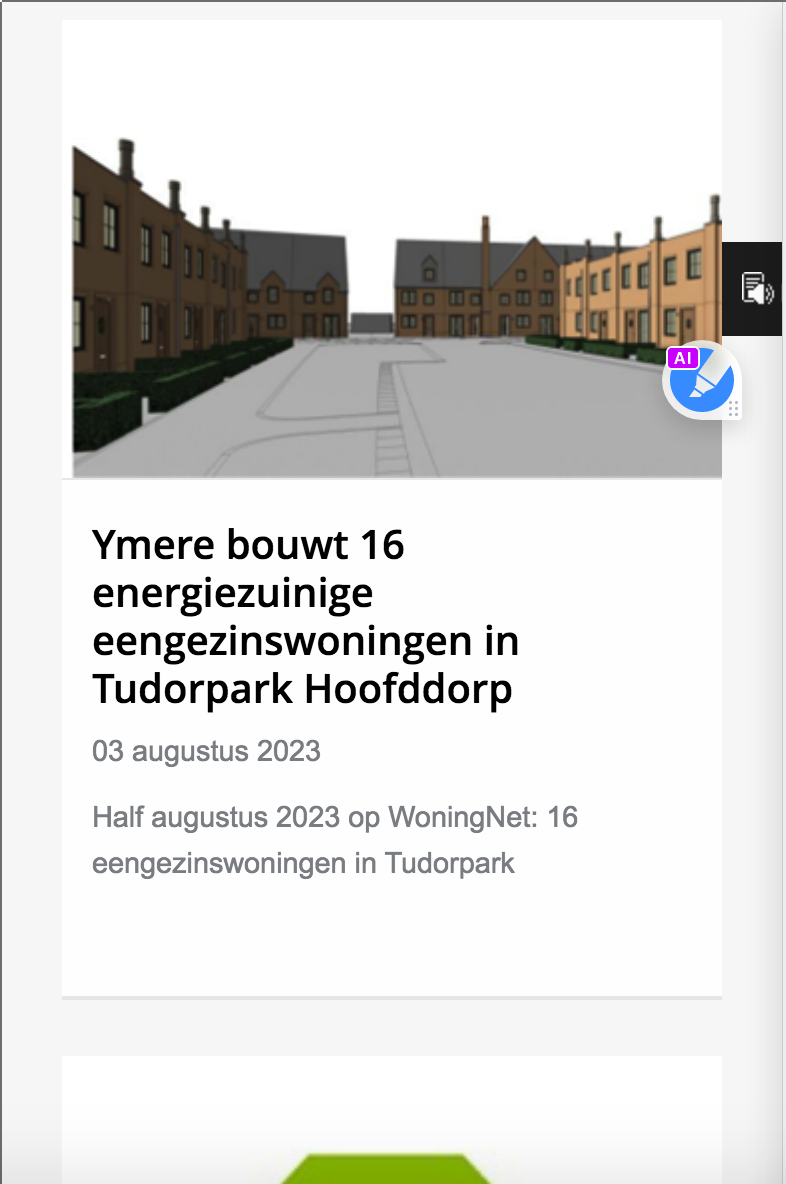 AI
Ymere bouwt 16
energiezuinige
eengezinswoningen in
Tudorpark Hoofddorp
03 augustus 2023
Half augustus 2023 op WoningNet: 16
eengezinswoningen in Tudorpark